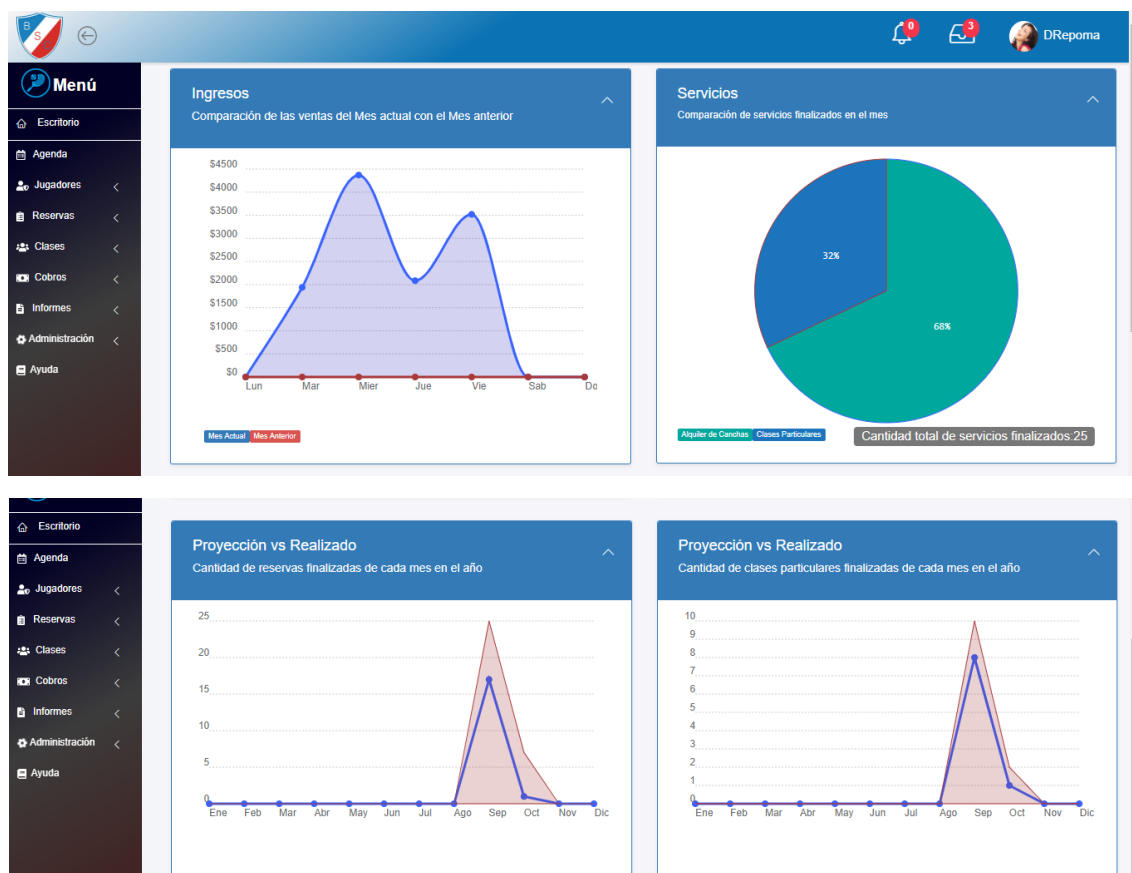 B
S
0
3
DRepoma
Menú
Escritorio
Agenda
Jugadores
Reservas
Clases
Cobros
Informes
Administración
Ayuda
Ingresos
Comparación de las ventas del Mes actual con el Mes anterior
$4500
$4000
$3500
$3000
$2500
$2000
$1500
$1000
$500
$0
Lun Mar Mier Jue Vie Sab Do
Mes Actual Mes Anterior
Servicios
Comparación de servicios finalizados en el mes
32%
68%
Alquiler de Canchas Clases Particulares
Cantidad total de servicios finalizados:25
Escritorio
Agenda
Jugadores
Reservas
Clases
Cobros
Informes
Administración
Ayuda
Proyección vs Realizado
Cantidad de reservas finalizadas de cada mes en el año
25
20
15
10
5
0
Ene Feb Mar Abr May Jun Jul Ago Sep Oct Nov Dic
Proyección vs Realizado
Cantidad de clases particulares finalizadas de cada mes en el año
10
9
8
7
6
5
4
3
2
1
0
Ene Feb Mar Abr May Jun Jul Ago Sep Oct Nov Dic